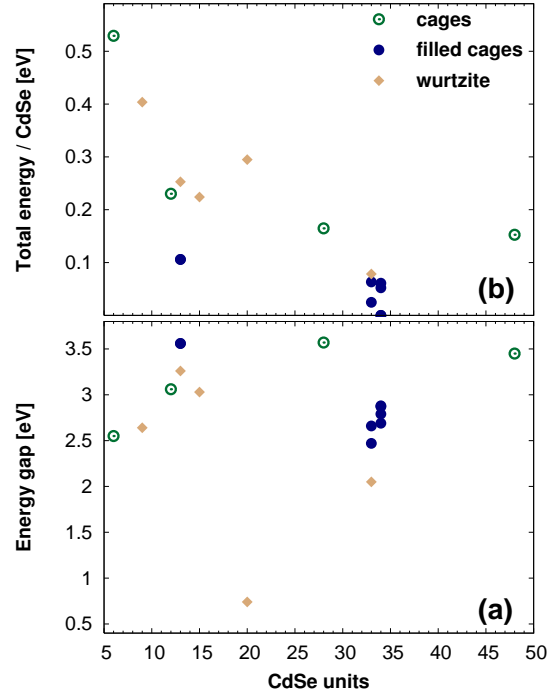 cages
filled cages
wurtzite
Total energy / CdSe [eV]
0.5
0.4
0.3
0.2
0.1
(b)
Energy gap [eV]
3.5
3
2.5
2
1.5
1
0.5
(a)
5 10 15 20 25 30 35 40 45 50
CdSe units